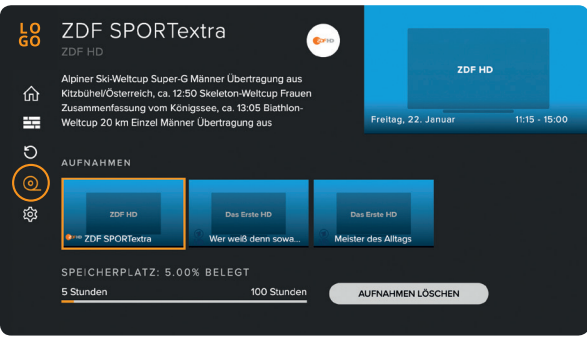 LO
GO
ZDF SPORTextra
ZDF HD
ZDF HD
Alpiner Ski-Weltcup Super-G Männer Übertragung aus
Kitzbühel/Österreich, ca. 12:50 Skeleton-Weltcup Frauen
Zusammenfassung vom Königssee, ca. 13:05 Biathlon-
Weltcup 20 km Einzel Männer Übertragung aus
ZDF HD
Freitag, 22. Januar 11:15 - 15:00
AUFNAHMEN
ZDF HD
ZDF HD ZDF SPORTextra
Das Erste HD
Wer weiß denn sowa...
Das Erste HD
Meister des Alltags
SPEICHERPLATZ: 5.00% BELEGT
5 Stunden 100 Stunden
AUFNAHMEN LÖSCHEN